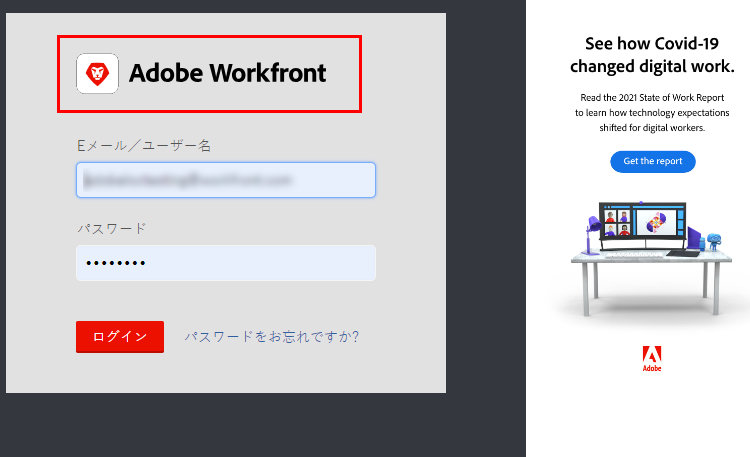 Adobe Workfront
Eメール／ユーザー名
パスワード
ログイン
パスワードをお忘れですか?
See how Covid-19
changed digital work.
Read the 2021 State of Work Report
to learn how technology expectations
shifted for digital workers.
Get the report
Adobe